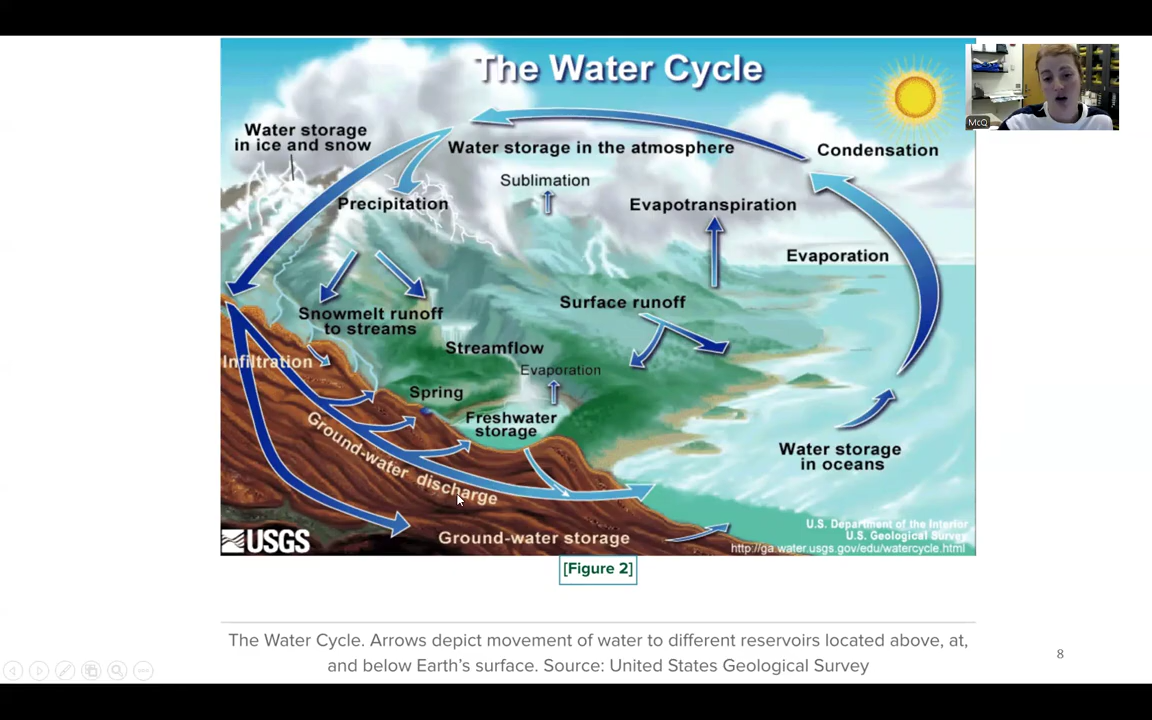 The Water Cycle
Water storage
in ice and snow
Water storage in the atmosphere
Condensation
Sublimation
Precipitation
Evapotranspiration
Evaporation
Surface runoff
Snowmelt runoff
to streams
Streamflow
Infiltration
Evaporation
Spring
Freshwater
storage
Ground-water discharge
Water storage
in oceans
Ground-water storage
USGS
U.S. Department of the Interior
U.S. Geological Survey
http://ga.water.usgs.gov/edu/watercycle.html
[Figure 2]
The Water Cycle. Arrows depict movement of water to different reservoirs located above, at,
and below Earth's surface. Source: United States Geological Survey
8
McQ